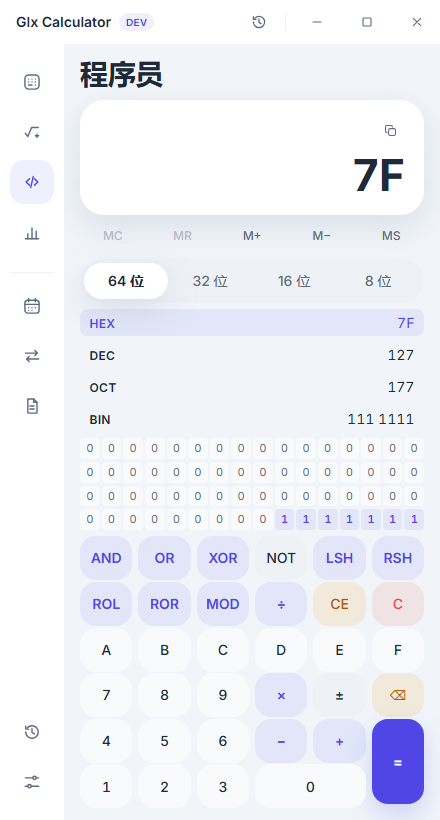 Glx Calculator DEV
程序员
7F
MC MR M+ M− MS
64 位 32 位 16 位 8 位
HEX 7F
DEC 127
OCT 177
BIN 111 1111
0 0 0 0 0 0 0 0 0 0 0 0 0 0 0 0
0 0 0 0 0 0 0 0 0 0 0 0 0 0 0 0
0 0 0 0 0 0 0 0 0 0 0 0 0 0 0 0
0 0 0 0 0 0 0 0 0 1 1 1 1 1 1 1
AND OR XOR NOT LSH RSH
ROL ROR MOD ÷ CE C
A B C D E F
7 8 9 × ± ⌫
4 5 6 − +
1 2 3 0 =